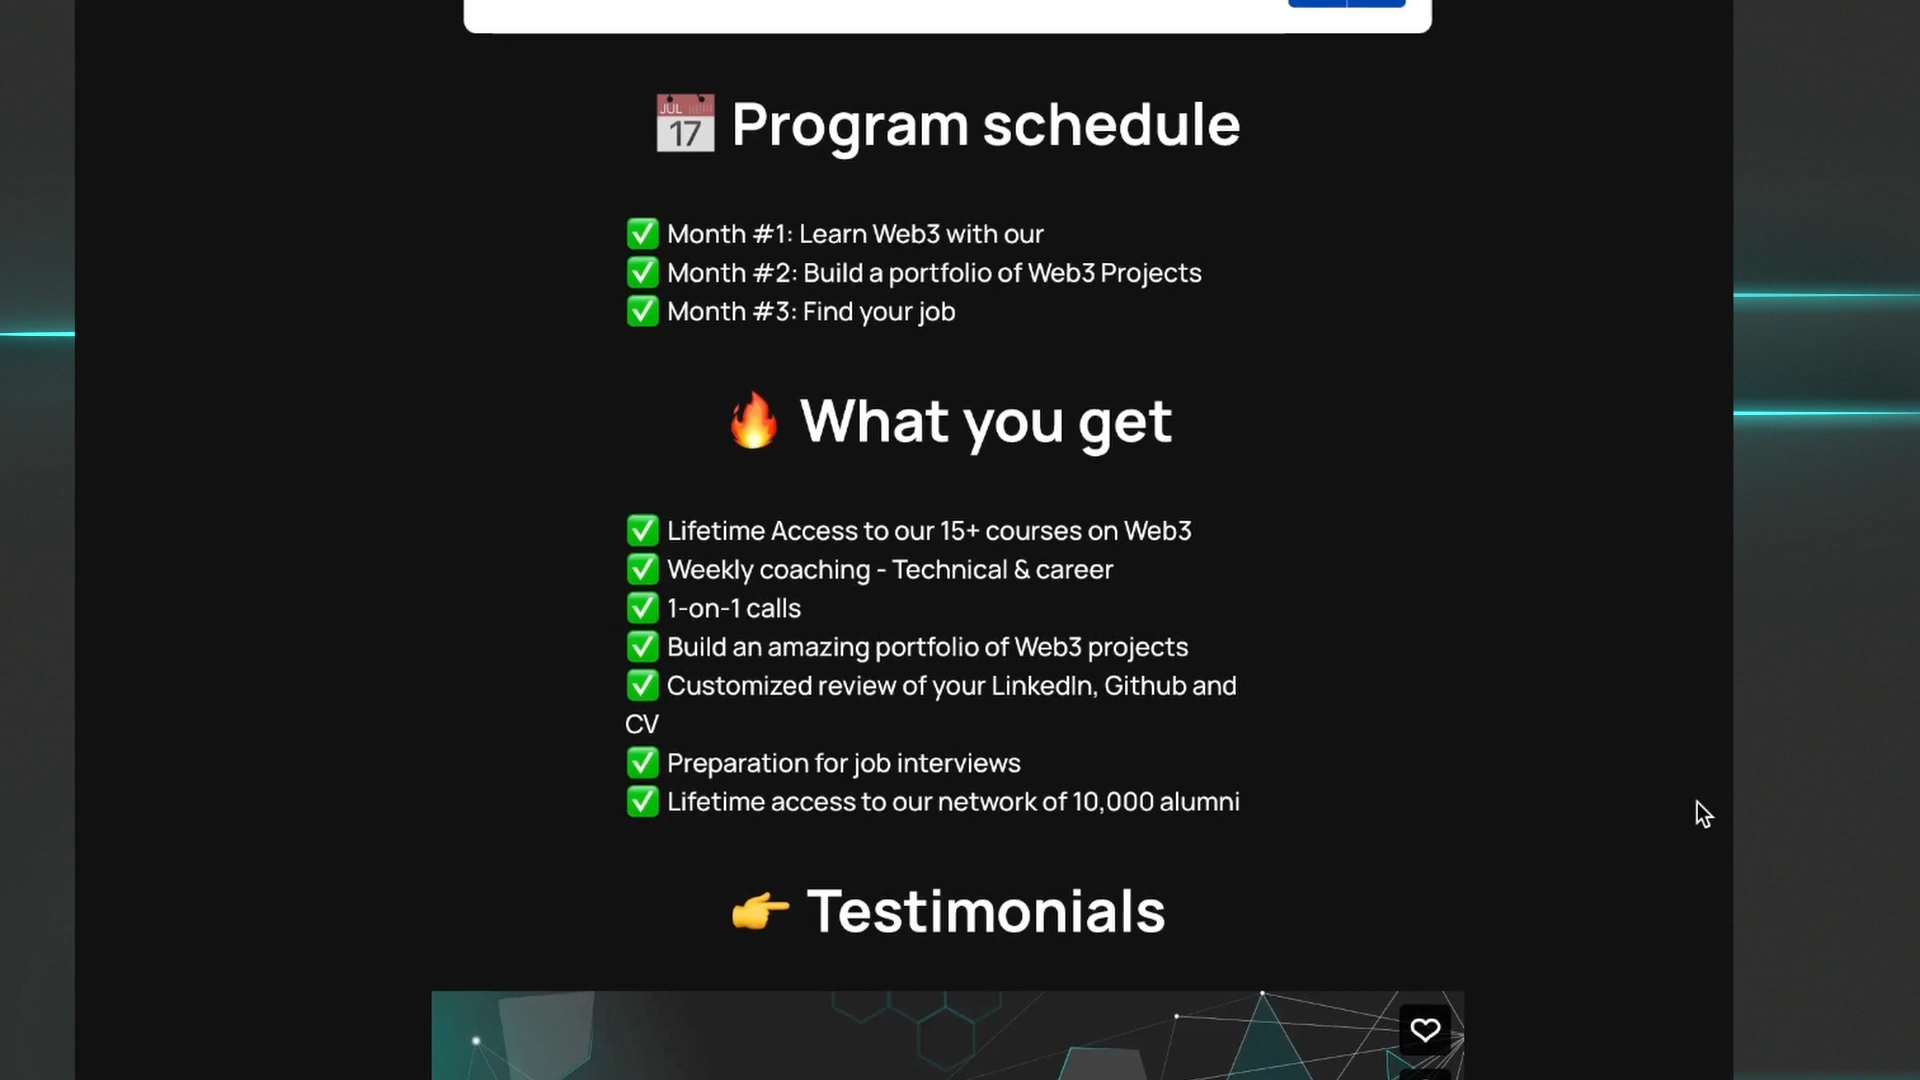 JUL
17
Program schedule
✅ Month #1: Learn Web3 with our
✅ Month #2: Build a portfolio of Web3 Projects
✅ Month #3: Find your job
🔥 What you get
✅ Lifetime Access to our 15+ courses on Web3
✅ Weekly coaching - Technical & career
✅ 1-on-1 calls
✅ Build an amazing portfolio of Web3 projects
✅ Customized review of your LinkedIn, Github and
CV
✅ Preparation for job interviews
✅ Lifetime access to our network of 10,000 alumni
👉 Testimonials